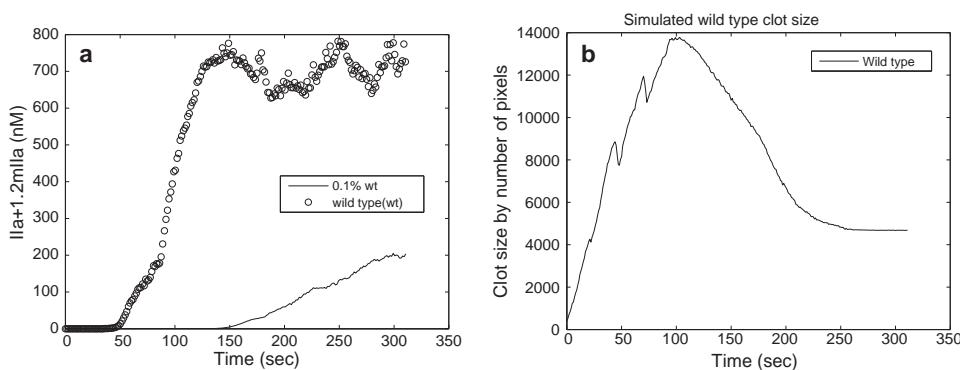 a
IIa+1.2mIIa (nM)
800
700
600
500
400
300
200
100
0
0.1% wt
wild type(wt)
0 50 100 150 200 250 300 350
Time (sec)
Simulated wild type clot size
b
Clot size by number of pixels
14000
12000
10000
8000
6000
4000
2000
0
Wild type
0 50 100 150 200 250 300 350
Time (sec)